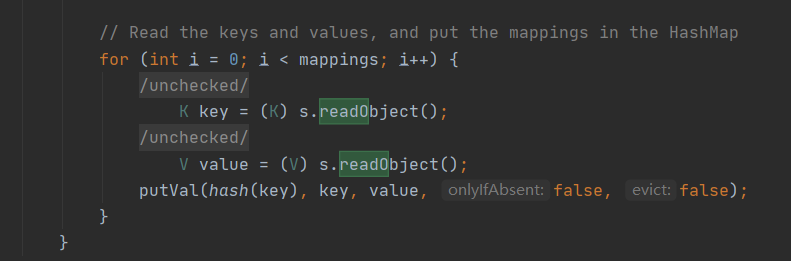 // Read the keys and values, and put the mappings in the HashMap
for (int i = 0; i < mappings; i++) {
/unchecked/
K key = (K) s.readObject();
/unchecked/
V value = (V) s.readObject();
putVal(hash(key), key, value, onlyIfAbsent: false, evict: false);
}
}